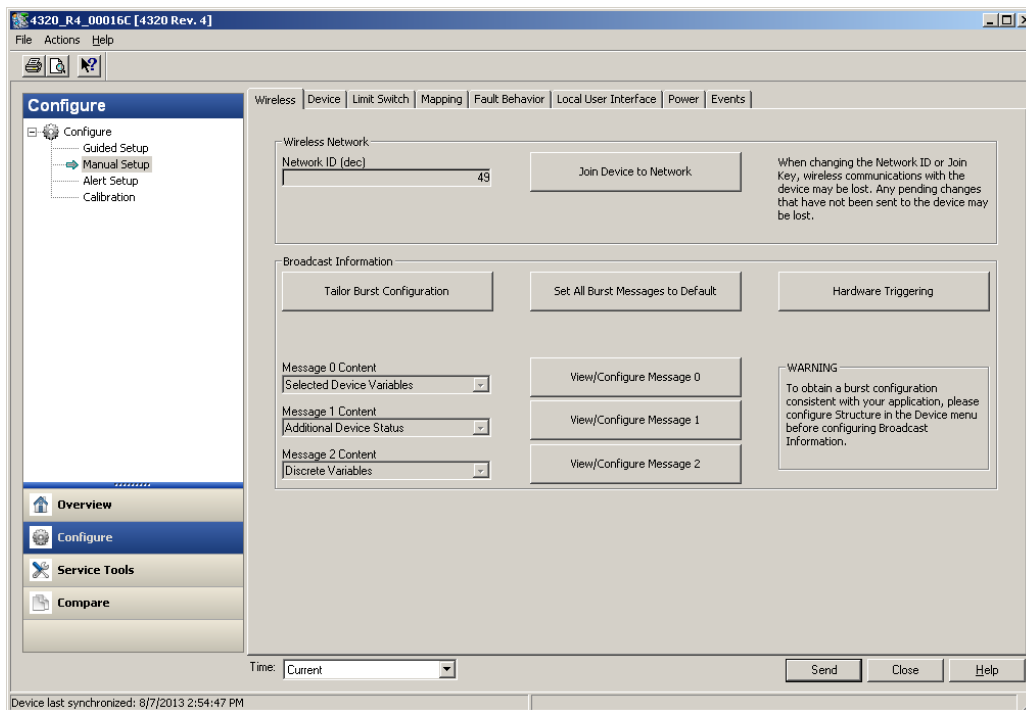 4320_R4_00016C [4320 Rev. 4]
File Actions Help
Configure
Configure
Guided Setup
Manual Setup
Alert Setup
Calibration
Overview
Configure
Service Tools
Compare
Wireless Device Limit Switch Mapping Fault Behavior Local User Interface Power Events
Wireless Network
Network ID (dec)
49
Join Device to Network
When changing the Network ID or Join
Key, wireless communications with the
device may be lost. Any pending changes
that have not been sent to the device may
be lost.
Broadcast Information
Tailor Burst Configuration
Set All Burst Messages to Default
Hardware Triggering
Message 0 Content
Selected Device Variables
View/Configure Message 0
Message 1 Content
Additional Device Status
View/Configure Message 1
Message 2 Content
Discrete Variables
View/Configure Message 2
WARNING
To obtain a burst configuration
consistent with your application, please
configure Structure in the Device menu
before configuring Broadcast
Information.
Time: Current
Send
Close
Help
Device last synchronized: 8/7/2013 2:54:47 PM